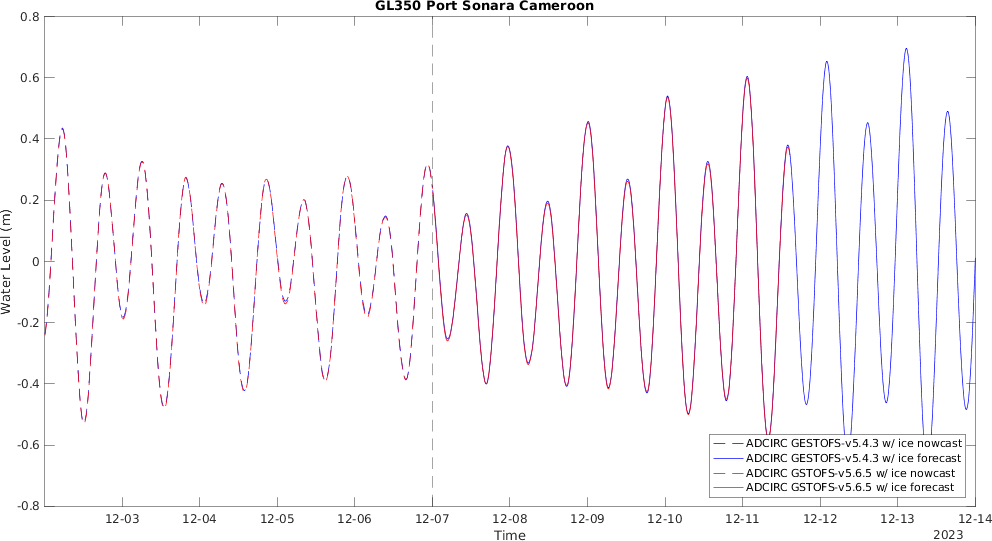 GL350 Port Sonara Cameroon
0.8
0.6
0.4
0.2
0
-0.2
-0.4
-0.6
-0.8
Water Level (m)
ADCIRC GESTOFS-v5.4.3 w/ ice nowcast
ADCIRC GESTOFS-v5.4.3 w/ ice forecast
ADCIRC GSTOFS-v5.6.5 w/ ice nowcast
ADCIRC GSTOFS-v5.6.5 w/ ice forecast
12-03 12-04 12-05 12-06 12-07 12-08 12-09 12-10 12-11 12-12 12-13 12-14
Time
2023